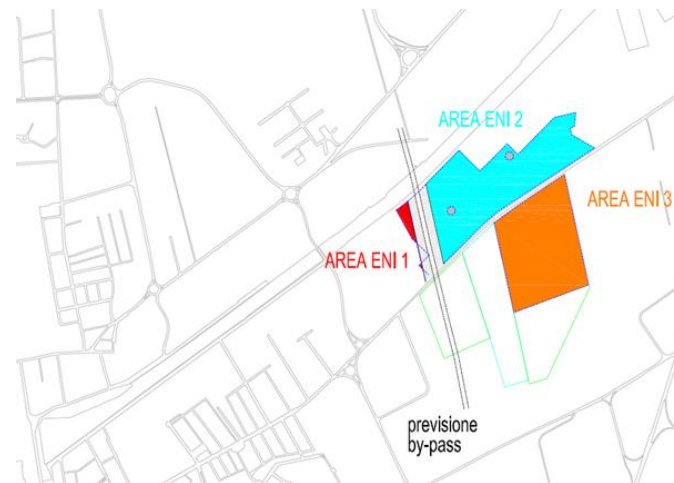 AREA ENI 2
AREA ENI 3
AREA ENI 1
previsione
by-pass